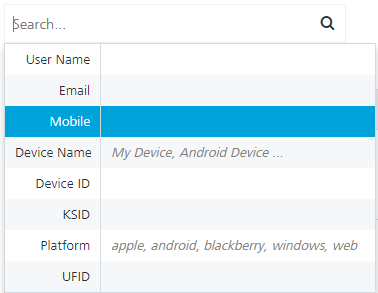 Search...
User Name
Email
Mobile
Device Name My Device, Android Device ...
Device ID
KSID
Platform apple, android, blackberry, windows, web
UFID